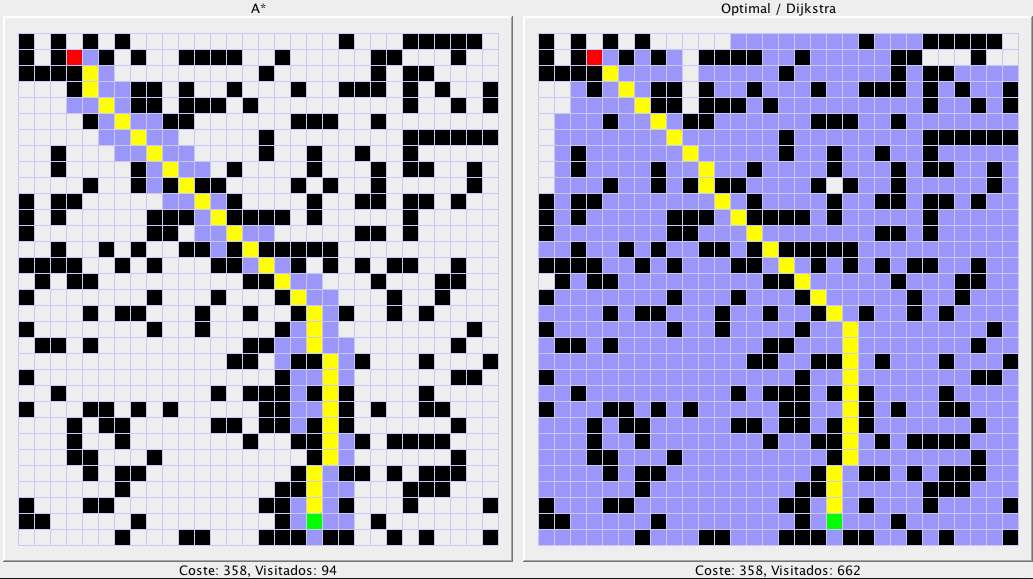 A*
Optimal / Dijkstra
Coste: 358, Visitados: 94
Coste: 358, Visitados: 662